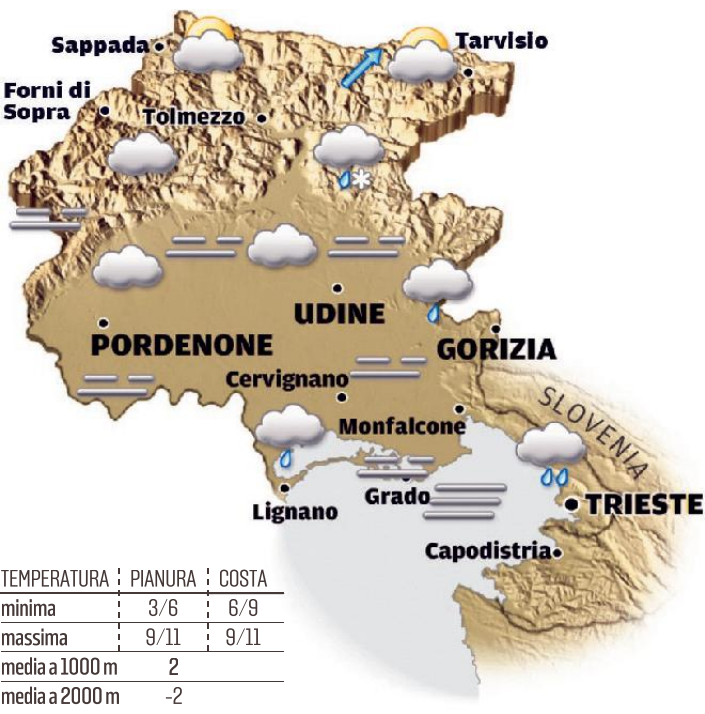 Sappada
Tarvisio
Forni di
Sopra
Tolmezzo
UDINE
PORDENONE
GORIZIA
Cervignano
SLOVENIA
Monfalcone
Lignano
Grado
TRIESTE
Capodistria
TEMPERATURA PIANURA COSTA
minima 3/6 6/9
massima 9/11 9/11
media a 1000 m 2
media a 2000 m -2